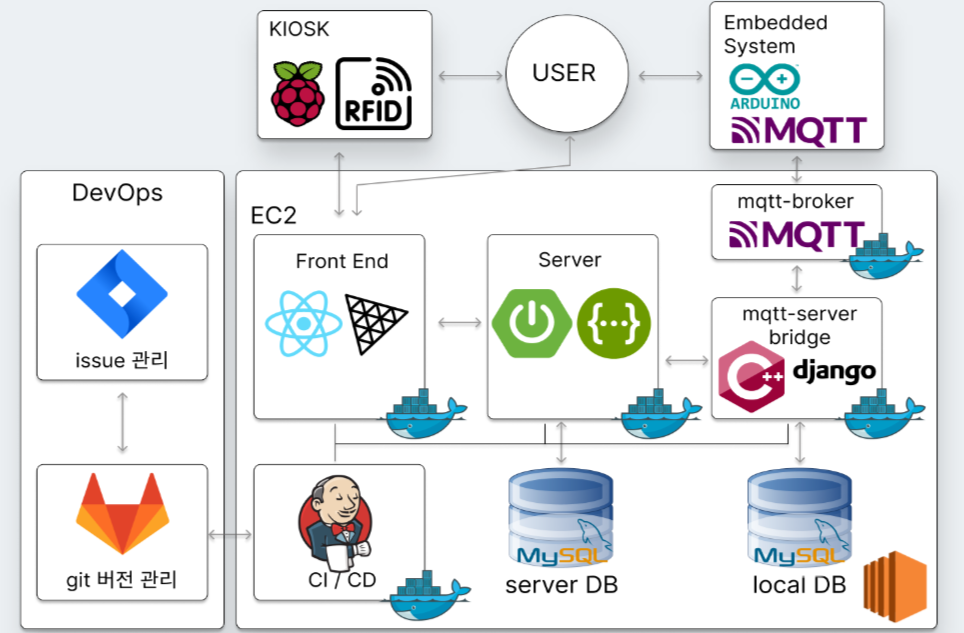 KIOSK
RFID
USER
Embedded
System
ARDUINO
MQTT
DevOps
issue 관리
git 버전 관리
EC2
Front End
Server
{...}
mqtt-broker
MQTT
mqtt-server
bridge
C++
django
CI / CD
MySQL
server DB
MySQL
local DB